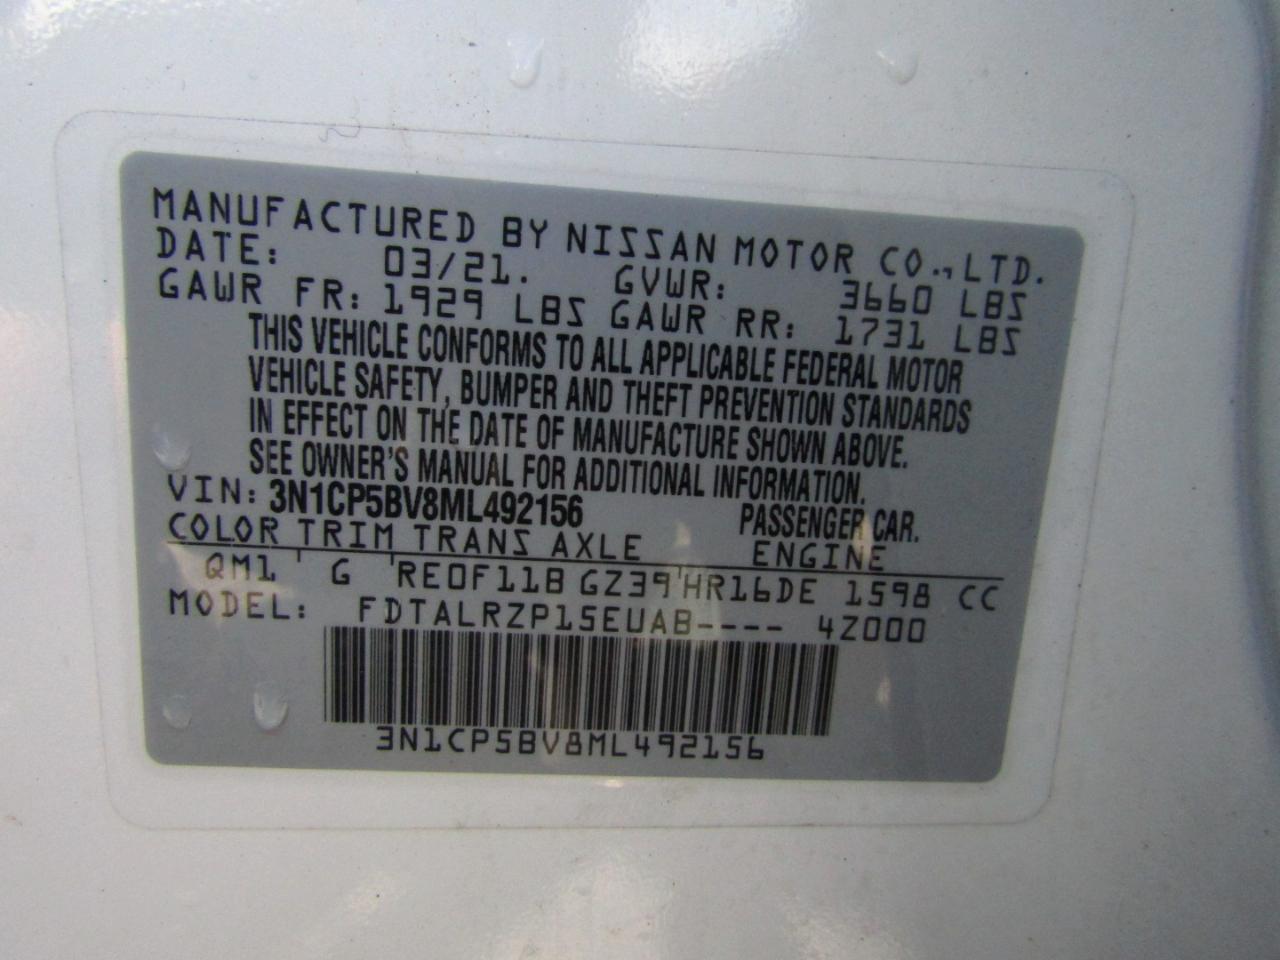 MANUFACTURED BY NISSAN MOTOR CO., LTD.
DATE: 03/21. GVWR: 3660 LBS
GAWR FR: 1929 LBS GAWR RR: 1731 LBS
THIS VEHICLE CONFORMS TO ALL APPLICABLE FEDERAL MOTOR
VEHICLE SAFETY, BUMPER AND THEFT PREVENTION STANDARDS
IN EFFECT ON THE DATE OF MANUFACTURE SHOWN ABOVE.
SEE OWNER'S MANUAL FOR ADDITIONAL INFORMATION.
VIN: 3N1CP5BV8ML492156 PASSENGER CAR.
COLOR TRIM TRANS AXLE ENGINE
QM1 G RE0F11B GZ39 HR16DE 1598 CC
MODEL: FDTALRZP15EUAB---- 4Z000
3N1CP5BV8ML492156